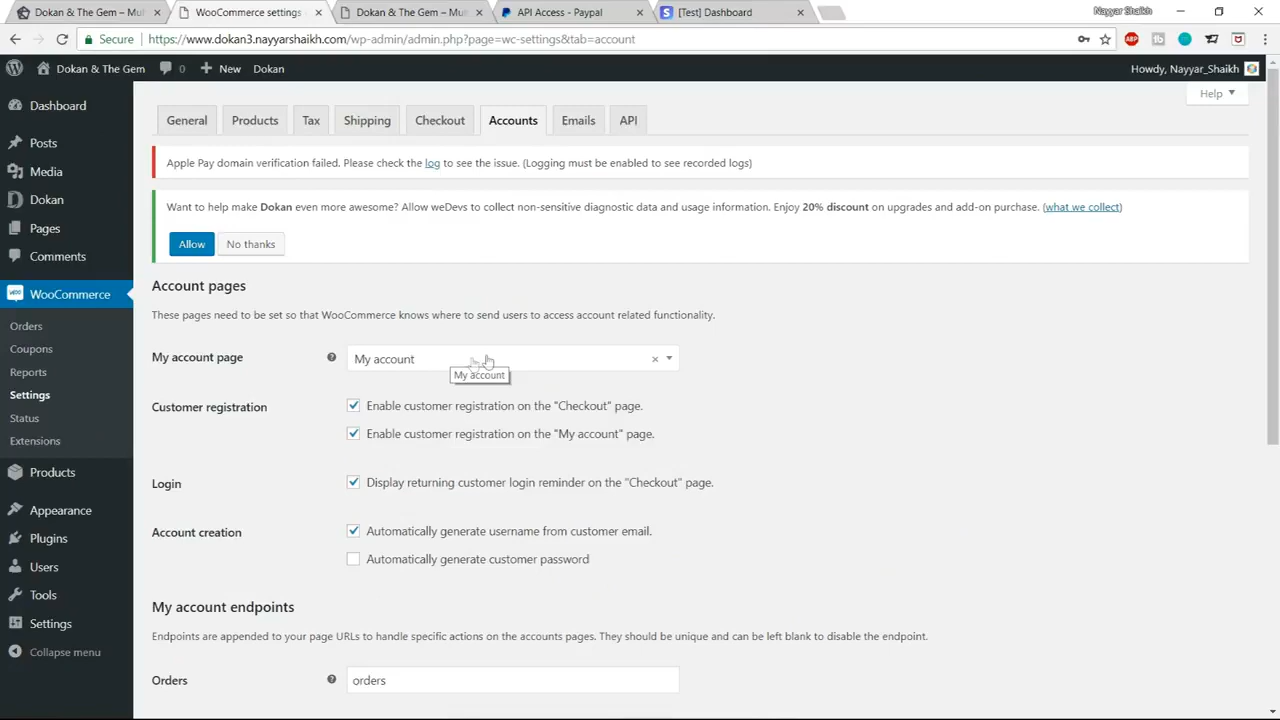 Dokan & The Gem – Mul
WooCommerce settings
Dokan & The Gem – Mul
API Access - Paypal
[Test] Dashboard
Nayyar Shaikh
Secure
https://www.dokan3.nayyarshaikh.com/wp-admin/admin.php?page=wc-settings&tab=account
ABP
Dokan & The Gem
0
New
Dokan
Howdy, Nayyar_Shaikh
Dashboard
Posts
Media
Dokan
Pages
Comments
WooCommerce
Orders
Coupons
Reports
Settings
Status
Extensions
Products
Appearance
Plugins
Users
Tools
Settings
Collapse menu
Help
General
Products
Tax
Shipping
Checkout
Accounts
Emails
API
Apple Pay domain verification failed. Please check the log to see the issue. (Logging must be enabled to see recorded logs)
Want to help make Dokan even more awesome? Allow weDevs to collect non-sensitive diagnostic data and usage information. Enjoy 20% discount on upgrades and add-on purchase. (what we collect)
Allow
No thanks
Account pages
These pages need to be set so that WooCommerce knows where to send users to access account related functionality.
My account page
My account
My account
Customer registration
Enable customer registration on the "Checkout" page.
Enable customer registration on the "My account" page.
Login
Display returning customer login reminder on the "Checkout" page.
Account creation
Automatically generate username from customer email.
Automatically generate customer password
My account endpoints
Endpoints are appended to your page URLs to handle specific actions on the accounts pages. They should be unique and can be left blank to disable the endpoint.
Orders
orders